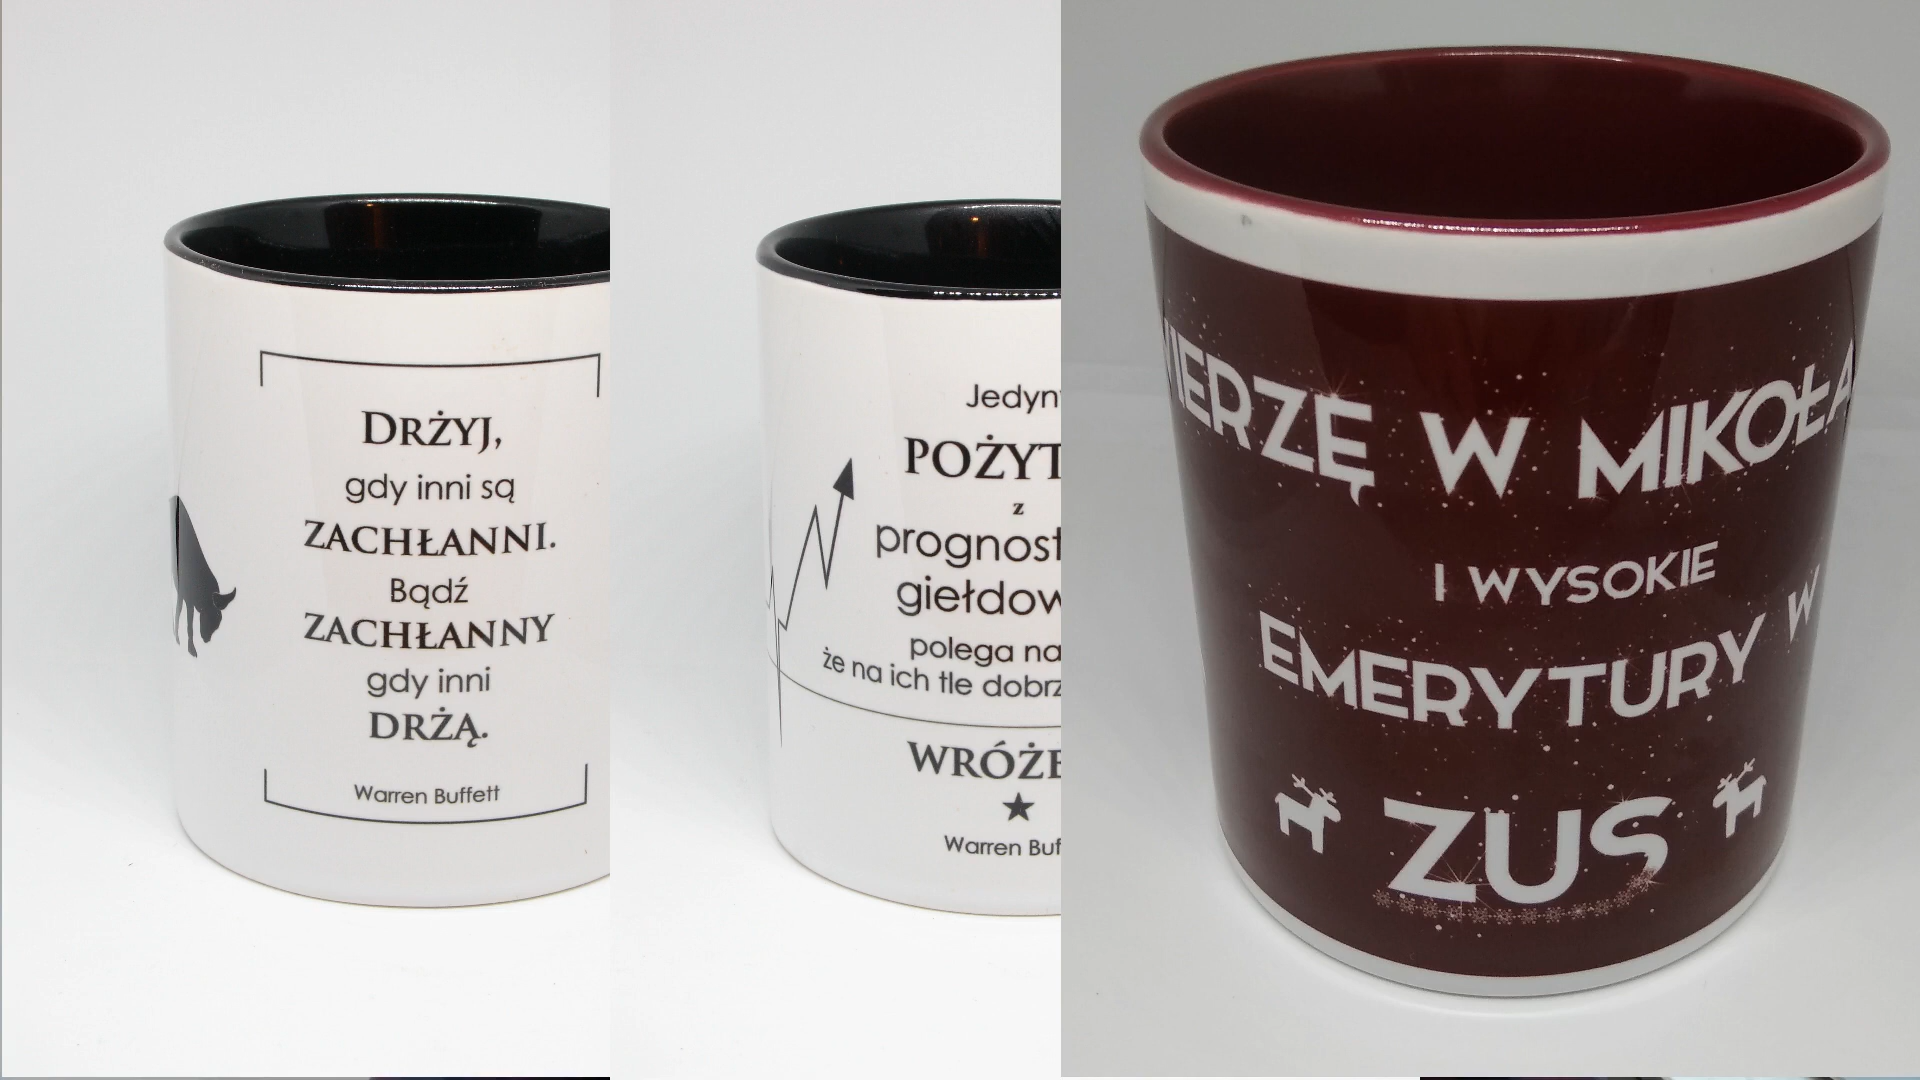 DRŻYJ,
gdy inni są
ZACHŁANNI.
Bądź
ZACHŁANNY
gdy inni
DRŻĄ.
Warren Buffett
Jedyn
POŻYT
z
prognost
giełdow
polega na
że na ich tle dobrz
WRÓŻE
Warren Buf
IERZĘ W MIKOŁA
I WYSOKIE
EMERYTURY W
ZUS